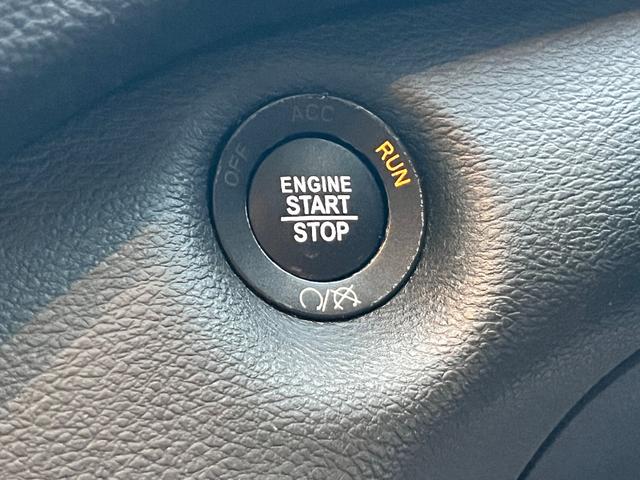 OFF
ACC
RUN
ENGINE
START
STOP